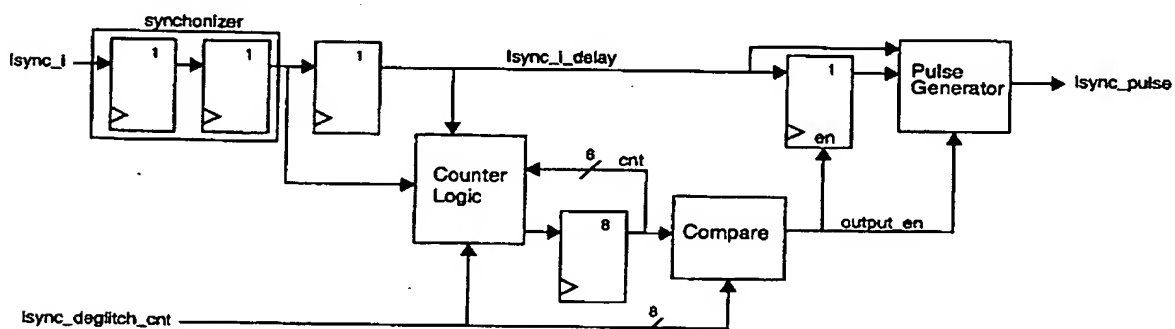 synchonizer
lsync_i
1
1
1
lsync_i_delay
1
en
Pulse
Generator
lsync_pulse
Counter
Logic
6
cnt
8
Compare
output_en
lsync_deglitch_cnt
8